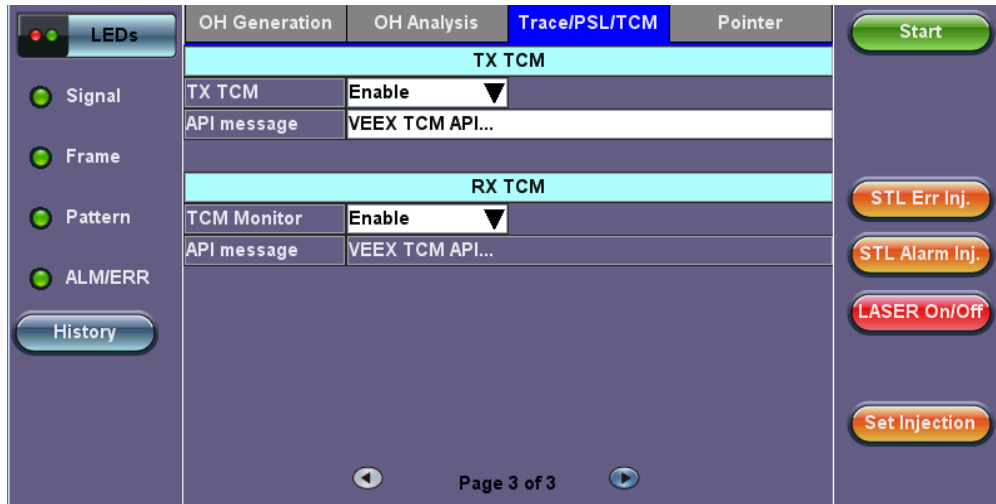 LEDs
OH Generation
OH Analysis
Trace/PSL/TCM
Pointer
Start
TX TCM
Signal
TX TCM
Enable
API message
VEEX TCM API...
Frame
RX TCM
STL Err Inj.
Pattern
TCM Monitor
Enable
API message
VEEX TCM API...
STL Alarm Inj.
ALM/ERR
LASER On/Off
History
Set Injection
Page 3 of 3